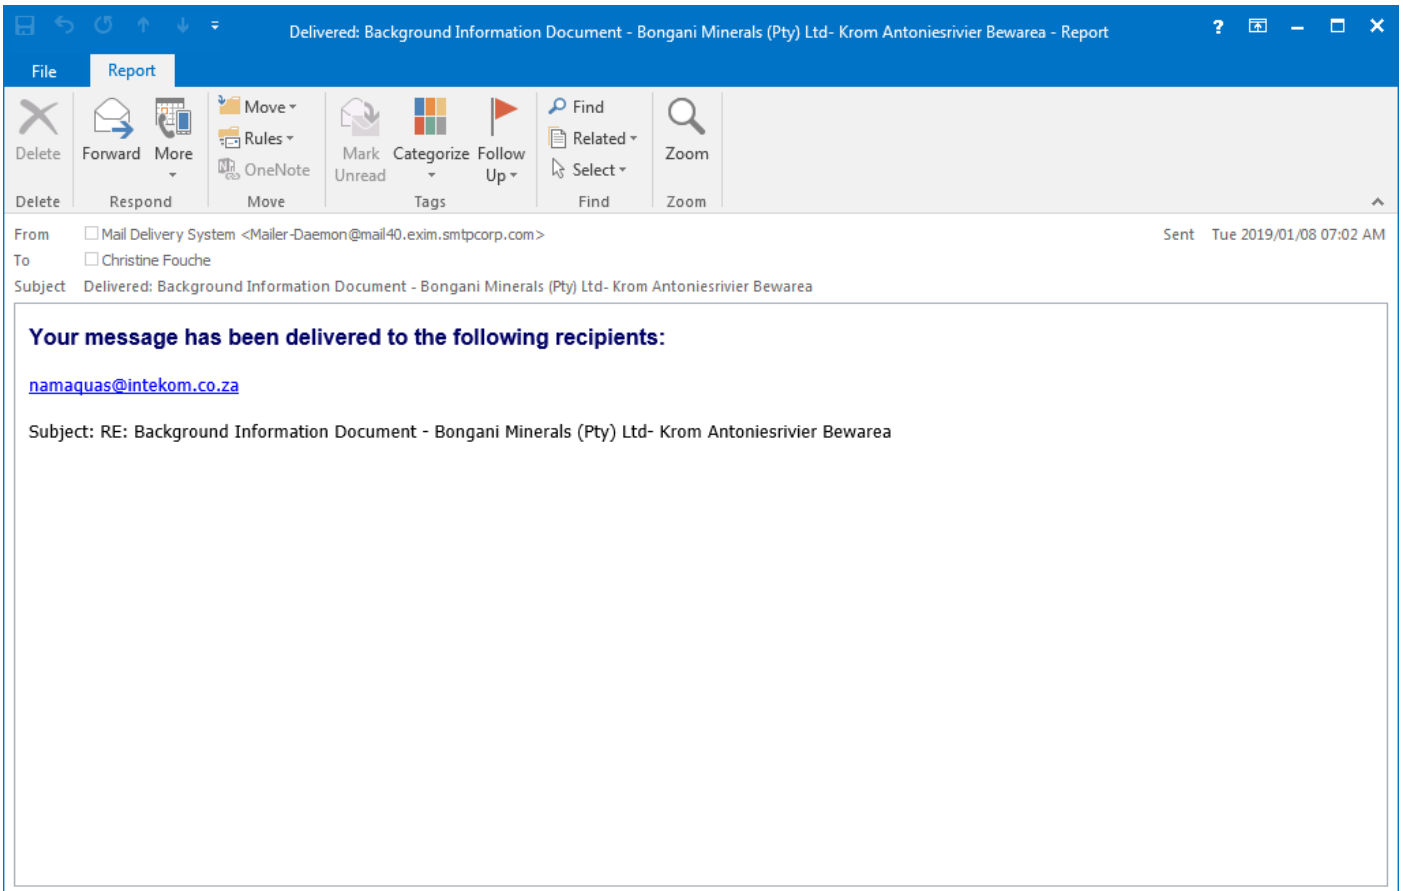 Delivered: Background Information Document - Bongani Minerals (Pty) Ltd- Krom Antoniesrivier Bewarea - Report
?
File
Report
Delete
Forward
More
Move
Rules
OneNote
Mark Unread
Categorize
Follow Up
Find
Related
Select
Zoom
Delete
Respond
Move
Tags
Find
Zoom
From Mail Delivery System <Mailer-Daemon@mail40.exim.smtpcorp.com>
Sent Tue 2019/01/08 07:02 AM
To Christine Fouche
Subject Delivered: Background Information Document - Bongani Minerals (Pty) Ltd- Krom Antoniesrivier Bewarea
Your message has been delivered to the following recipients:
namaquas@intekom.co.za
Subject: RE: Background Information Document - Bongani Minerals (Pty) Ltd- Krom Antoniesrivier Bewarea